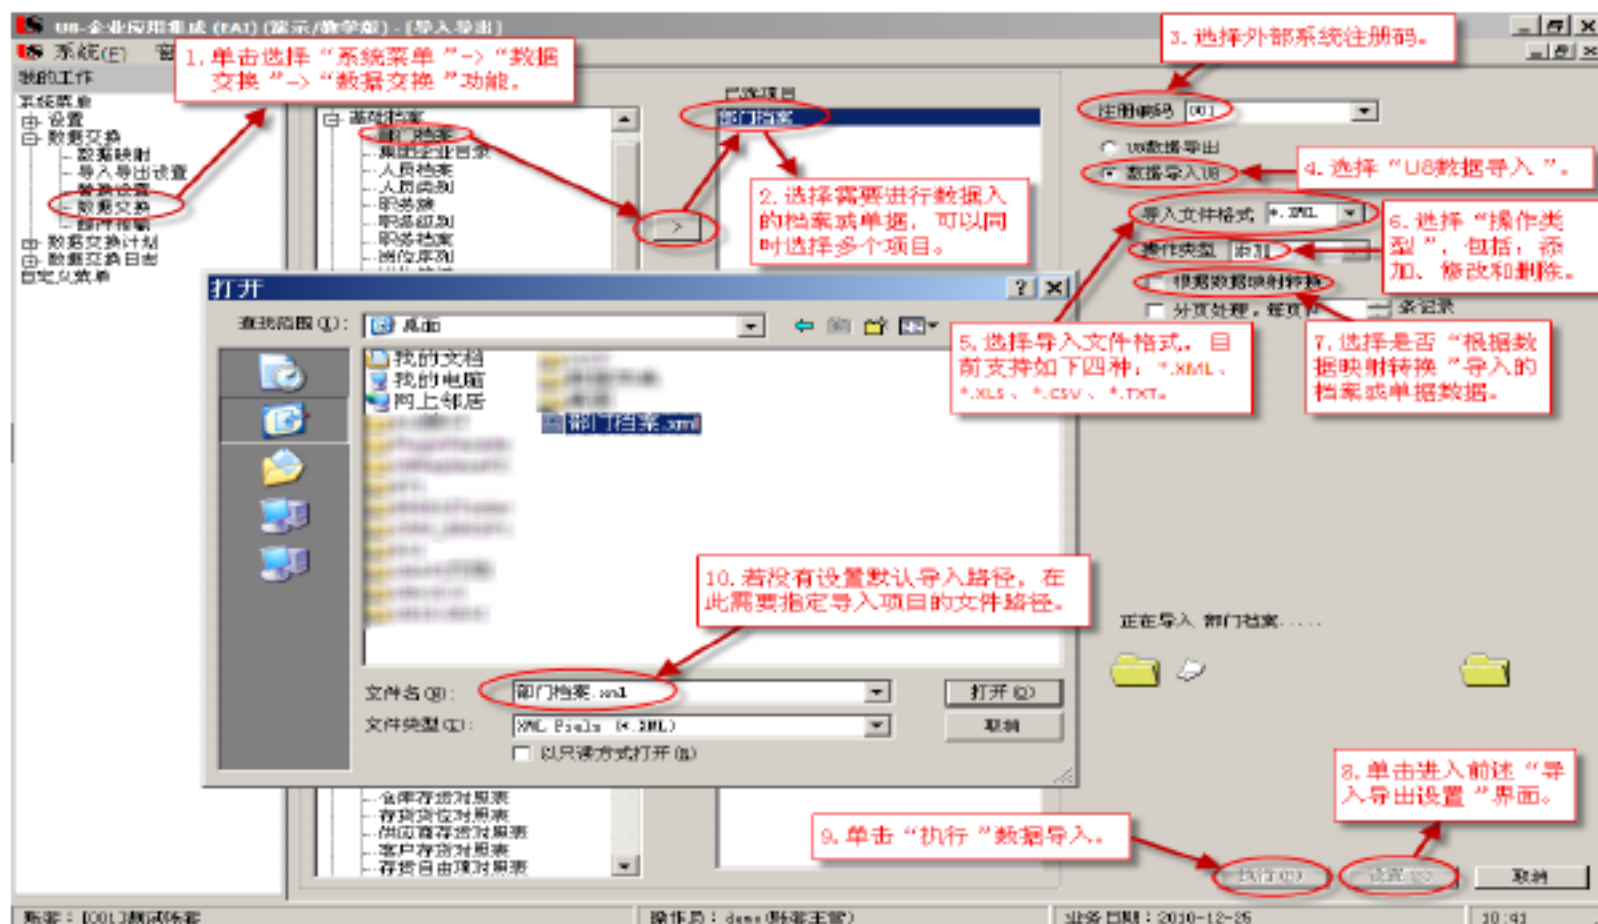 U8-企业应用集成 (EAI) (演示/教学版) - [导入导出]
系统(F)
我的工作
系统菜单
设置
数据交换
数据映射
导入导出设置
替换设置
数据交换
数据交换计划
数据交换日志
自定义菜单
1.单击选择“系统菜单”->“数据
交换”->“数据交换”功能。
基础档案
部门档案
集团企业目录
人员档案
人员类别
职务簇
职务级别
职务档案
岗位序列
>
已选项目
部门档案
2.选择需要进行数据入
的档案或单据，可以同
时选择多个项目。
3.选择外部系统注册码。
注册编码 001
U8数据导出
数据导入U8
4.选择“U8数据导入”。
导入文件格式 *.XML
操作类型 添加
根据数据映射转换
分页处理，每页
条记录
6.选择“操作类
型”，包括：添
加、修改和删除。
5.选择导入文件格式。目
前支持如下四种：*.XML、
*.XLS、*.CSV、*.TXT。
7.选择是否“根据数
据映射转换”导入的
档案或单据数据。
打开
查找范围(I):
桌面
我的文档
我的电脑
网上邻居
部门档案.xml
10.若没有设置默认导入路径，在
此需要指定导入项目的文件路径。
文件名(N):
部门档案.xml
打开(O)
文件类型(T):
XML Fiels (*.XML)
取消
以只读方式打开(R)
正在导入 部门档案.....
仓库存货对照表
存货货位对照表
供应商存货对照表
客户存货对照表
存货自由项对照表
8.单击进入前述“导
入导出设置”界面。
9.单击“执行”数据导入。
执行
设置
取消
账套：[001]测试账套
操作员：demo(账套主管)
业务日期：2010-12-25
10:41